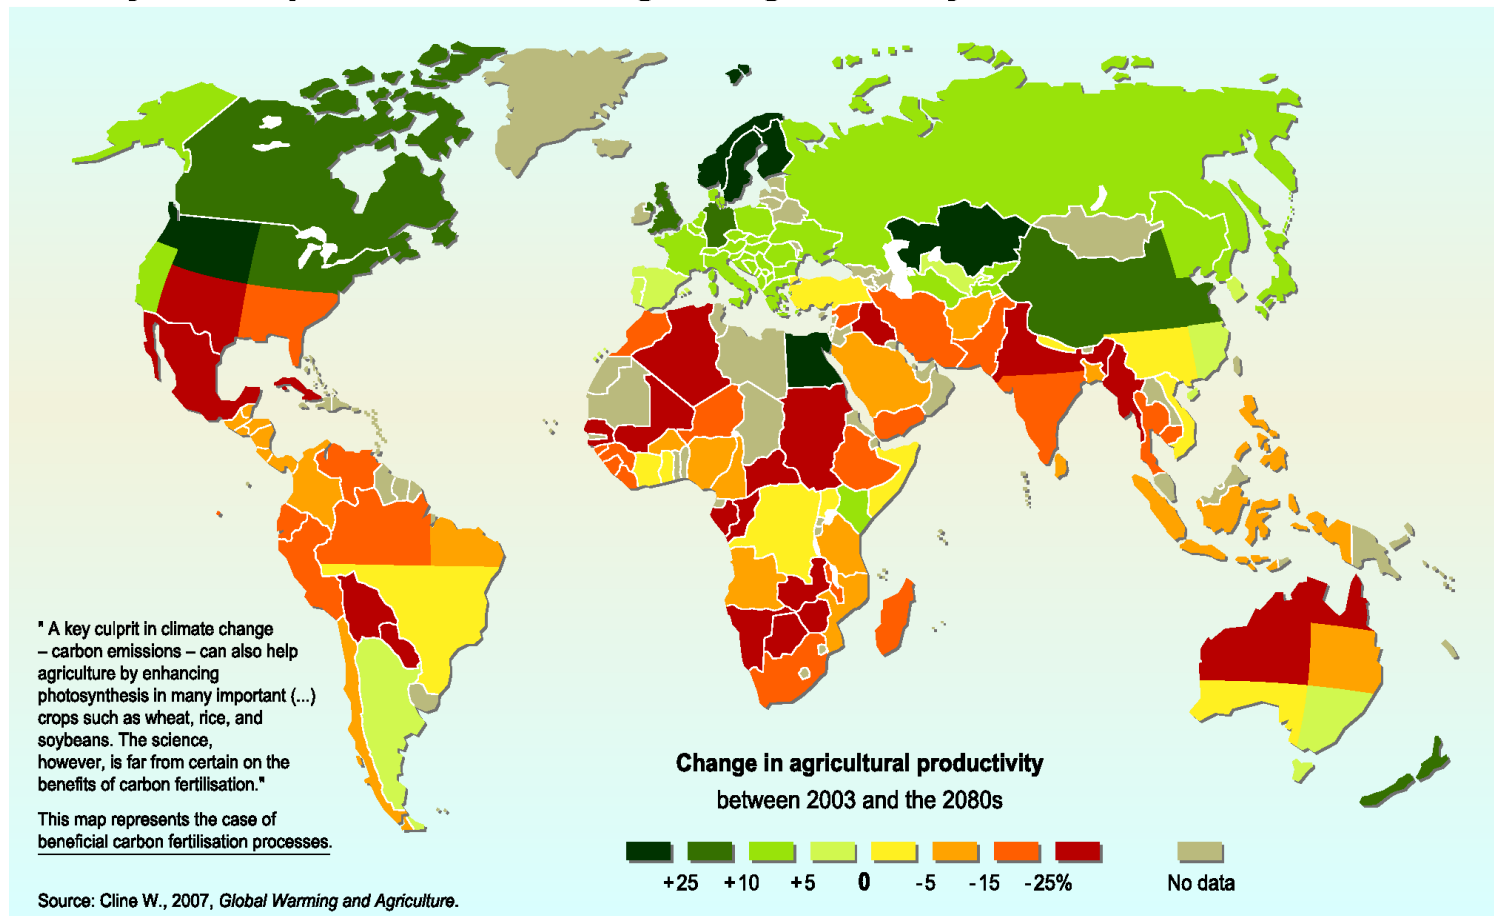 " A key culprit in climate change
– carbon emissions – can also help
agriculture by enhancing
photosynthesis in many important (...)
crops such as wheat, rice, and
soybeans. The science,
however, is far from certain on the
benefits of carbon fertilisation."
This map represents the case of
beneficial carbon fertilisation processes.
Source: Cline W., 2007, Global Warming and Agriculture.
Change in agricultural productivity
between 2003 and the 2080s
+25 +10 +5 0 -5 -15 -25%
No data